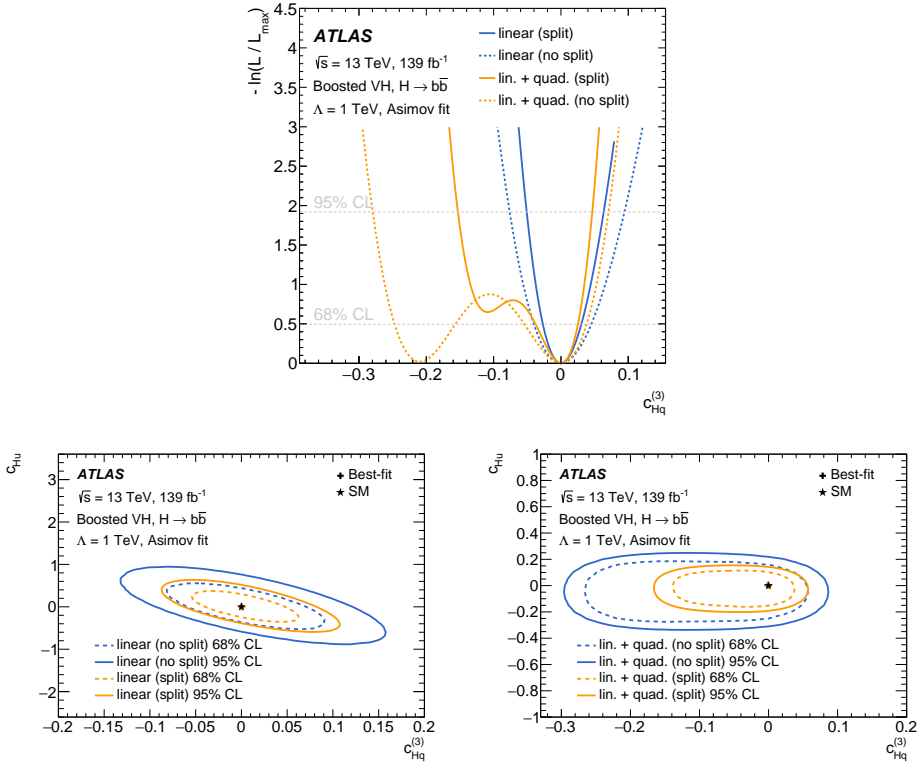 - ln(L / L_max)
4.5
4
3.5
3
2.5
2
1.5
1
0.5
0
ATLAS
√s = 13 TeV, 139 fb⁻¹
Boosted VH, H → bb̅
Λ = 1 TeV, Asimov fit
linear (split)
linear (no split)
lin. + quad. (split)
lin. + quad. (no split)
95% CL
68% CL
−0.3 −0.2 −0.1 0 0.1
c_Hq^(3)
c_Hu
3
2
1
0
−1
−2
ATLAS
√s = 13 TeV, 139 fb⁻¹
Boosted VH, H → bb̅
Λ = 1 TeV, Asimov fit
Best-fit
SM
linear (no split) 68% CL
linear (no split) 95% CL
linear (split) 68% CL
linear (split) 95% CL
−0.2 −0.15 −0.1 −0.05 0 0.05 0.1 0.15 0.2
c_Hq^(3)
c_Hu
1
0.8
0.6
0.4
0.2
0
−0.2
−0.4
−0.6
−0.8
−1
ATLAS
√s = 13 TeV, 139 fb⁻¹
Boosted VH, H → bb̅
Λ = 1 TeV, Asimov fit
Best-fit
SM
lin. + quad. (no split) 68% CL
lin. + quad. (no split) 95% CL
lin. + quad. (split) 68% CL
lin. + quad. (split) 95% CL
−0.3 −0.2 −0.1 0 0.1 0.2
c_Hq^(3)